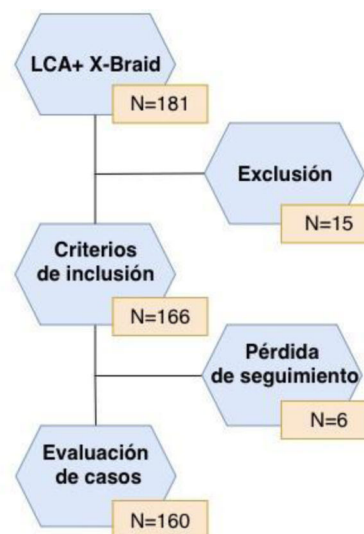 LCA+ X-Braid
N=181
Exclusión
N=15
Criterios
de inclusión
N=166
Pérdida
de seguimiento
N=6
Evaluación
de casos
N=160